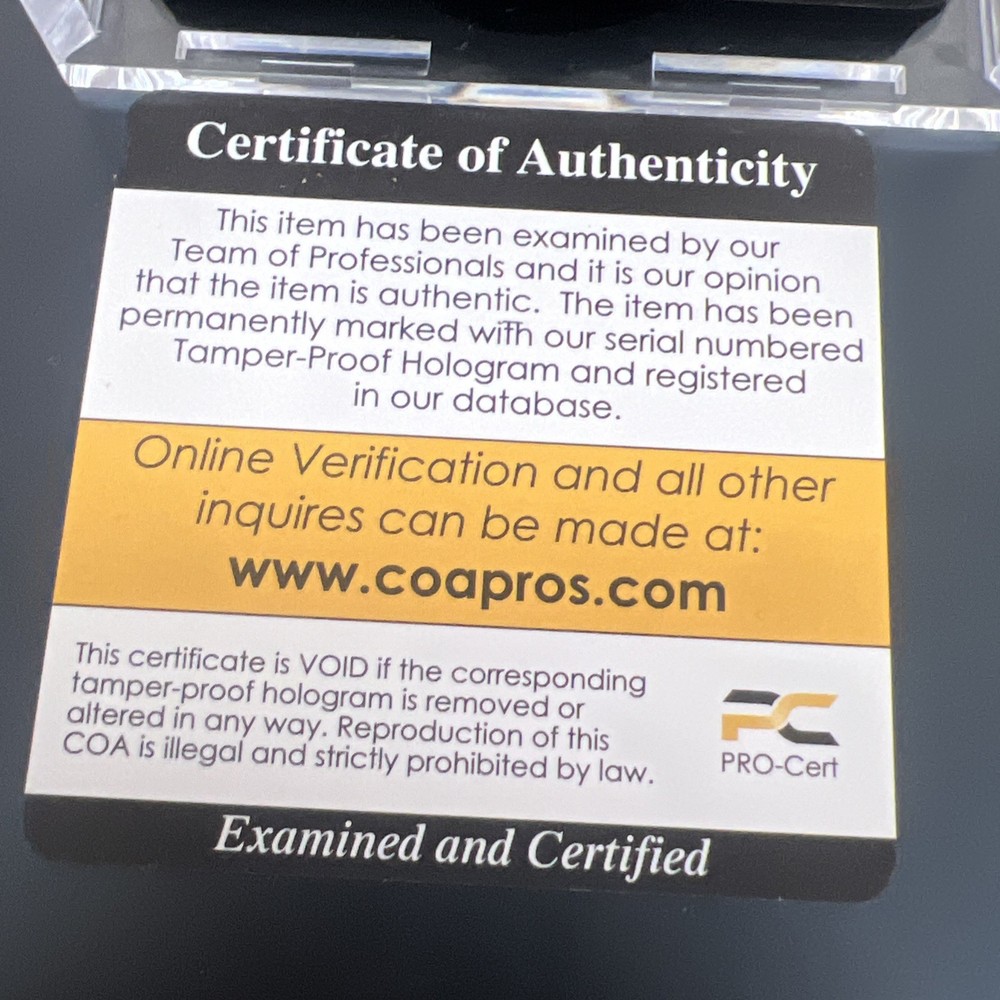 Certificate of Authenticity
This item has been examined by our
Team of Professionals and it is our opinion
that the item is authentic. The item has been
permanently marked with our serial numbered
Tamper-Proof Hologram and registered
in our database.
Online Verification and all other
inquires can be made at:
www.coapros.com
This certificate is VOID if the corresponding
tamper-proof hologram is removed or
altered in any way. Reproduction of this
COA is illegal and strictly prohibited by law.
PC
PRO-Cert
Examined and Certified